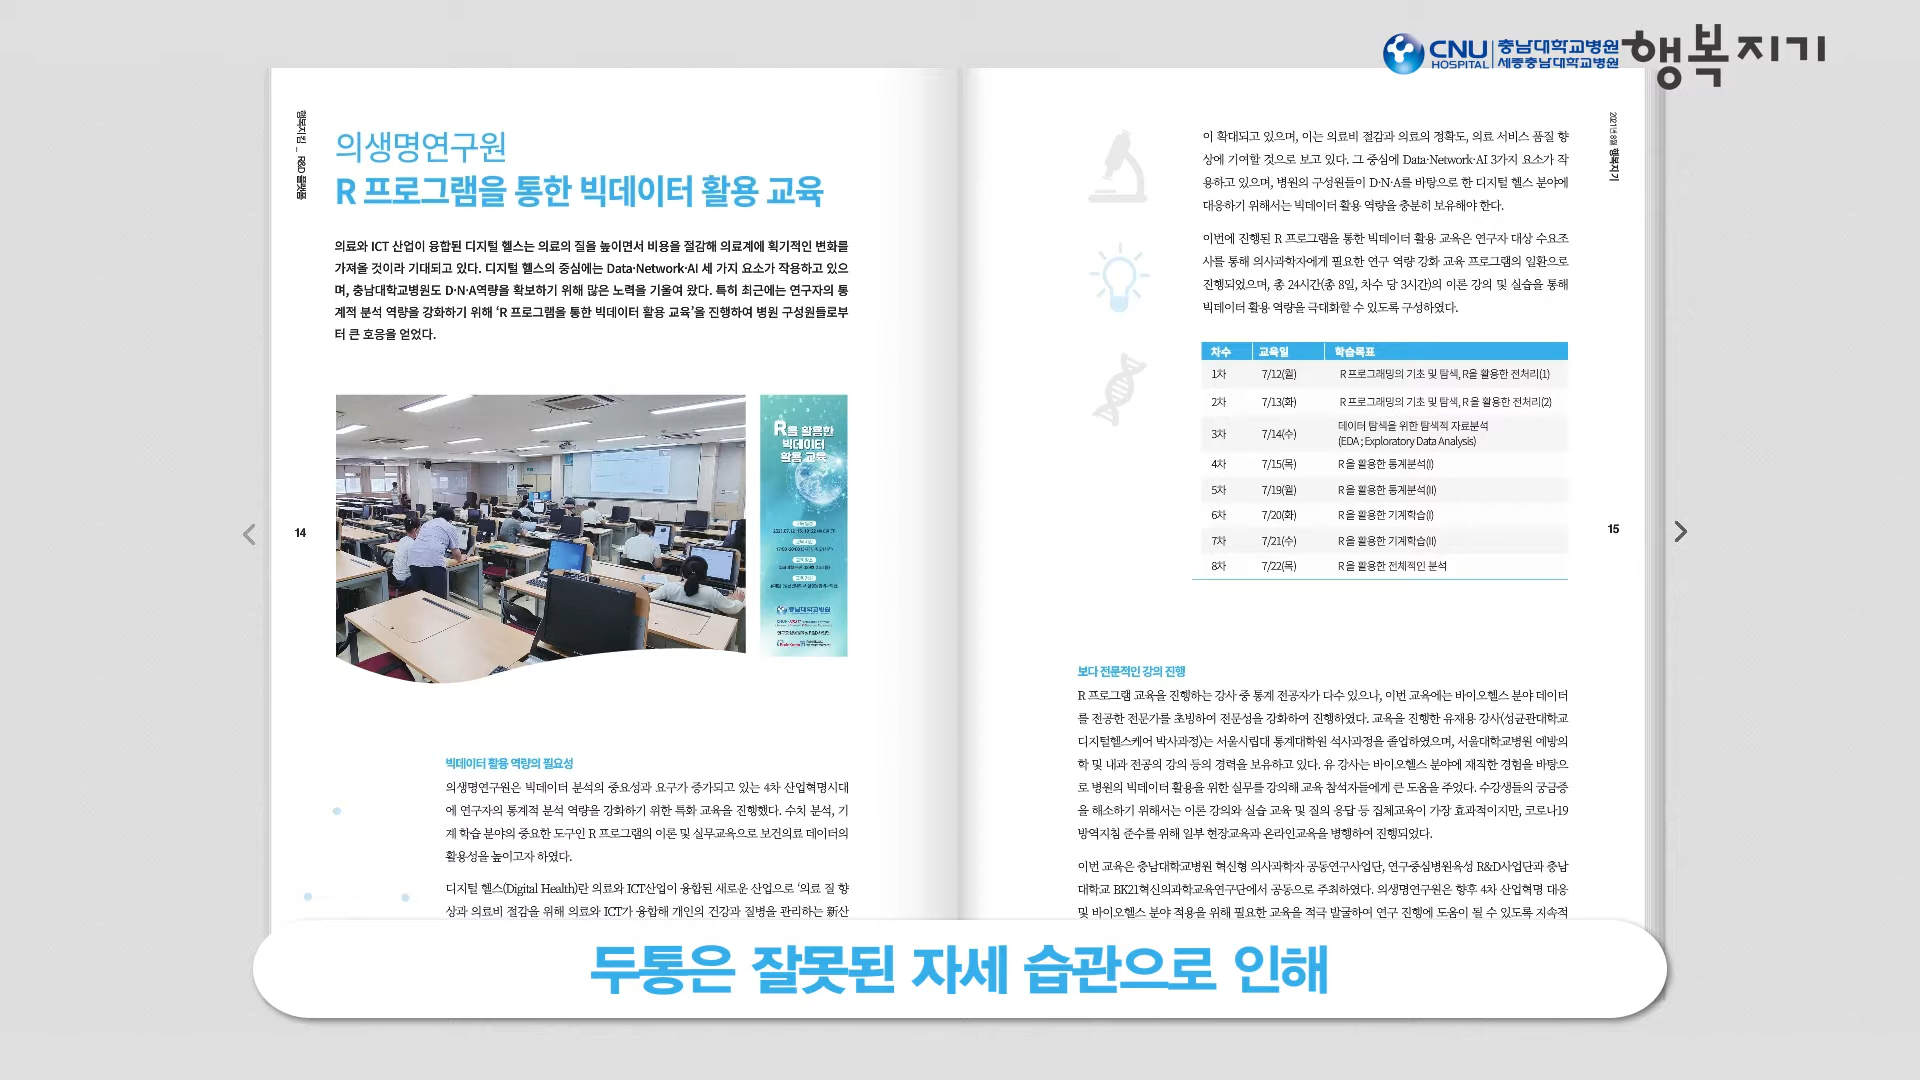 CNU HOSPITAL 충남대학교병원 세종충남대학교병원
행복지기
행복지킴 _ R&D 플랫폼
의생명연구원
R 프로그램을 통한 빅데이터 활용 교육
의료와 ICT 산업이 융합된 디지털 헬스는 의료의 질을 높이면서 비용을 절감해 의료계에 획기적인 변화를
가져올 것이라 기대되고 있다. 디지털 헬스의 중심에는 Data·Network·AI 세 가지 요소가 작용하고 있으
며, 충남대학교병원도 D·N·A역량을 확보하기 위해 많은 노력을 기울여 왔다. 특히 최근에는 연구자의 통
계적 분석 역량을 강화하기 위해 ‘R 프로그램을 통한 빅데이터 활용 교육’을 진행하여 병원 구성원들로부
터 큰 호응을 얻었다.
R을 활용한
빅데이터
활용 교육
충남대학교병원
14
빅데이터 활용 역량의 필요성
의생명연구원은 빅데이터 분석의 중요성과 요구가 증가되고 있는 4차 산업혁명시대
에 연구자의 통계적 분석 역량을 강화하기 위한 특화 교육을 진행했다. 수치 분석, 기
계 학습 분야의 중요한 도구인 R 프로그램의 이론 및 실무교육으로 보건의료 데이터의
활용성을 높이고자 하였다.
디지털 헬스(Digital Health)란 의료와 ICT산업이 융합된 새로운 산업으로 ‘의료 질 향
상과 의료비 절감을 위해 의료와 ICT가 융합해 개인의 건강과 질병을 관리하는 新산
2021년 8월 행복지기
이 확대되고 있으며, 이는 의료비 절감과 의료의 정확도, 의료 서비스 품질 향
상에 기여할 것으로 보고 있다. 그 중심에 Data·Network·AI 3가지 요소가 작
용하고 있으며, 병원의 구성원들이 D·N·A를 바탕으로 한 디지털 헬스 분야에
대응하기 위해서는 빅데이터 활용 역량을 충분히 보유해야 한다.
이번에 진행된 R 프로그램을 통한 빅데이터 활용 교육은 연구자 대상 수요조
사를 통해 의사과학자에게 필요한 연구 역량 강화 교육 프로그램의 일환으로
진행되었으며, 총 24시간(총 8일, 차수 당 3시간)의 이론 강의 및 실습을 통해
빅데이터 활용 역량을 극대화할 수 있도록 구성하였다.
차수 교육일 학습목표
1차 7/12(월) R 프로그래밍의 기초 및 탐색, R을 활용한 전처리(1)
2차 7/13(화) R 프로그래밍의 기초 및 탐색, R 을 활용한 전처리(2)
3차 7/14(수) 데이터 탐색을 위한 탐색적 자료분석
(EDA ; Exploratory Data Analysis)
4차 7/15(목) R 을 활용한 통계분석(I)
5차 7/19(월) R 을 활용한 통계분석(II)
6차 7/20(화) R 을 활용한 기계학습(I)
7차 7/21(수) R 을 활용한 기계학습(II)
8차 7/22(목) R 을 활용한 전체적인 분석
15
보다 전문적인 강의 진행
R 프로그램 교육을 진행하는 강사 중 통계 전공자가 다수 있으나, 이번 교육에는 바이오헬스 분야 데이터
를 전공한 전문가를 초빙하여 전문성을 강화하여 진행하였다. 교육을 진행한 유재용 강사(성균관대학교
디지털헬스케어 박사과정)는 서울시립대 통계대학원 석사과정을 졸업하였으며, 서울대학교병원 예방의
학 및 내과 전공의 강의 등의 경력을 보유하고 있다. 유 강사는 바이오헬스 분야에 재직한 경험을 바탕으
로 병원의 빅데이터 활용을 위한 실무를 강의해 교육 참석자들에게 큰 도움을 주었다. 수강생들의 궁금증
을 해소하기 위해서는 이론 강의와 실습 교육 및 질의 응답 등 집체교육이 가장 효과적이지만, 코로나19
방역지침 준수를 위해 일부 현장교육과 온라인교육을 병행하여 진행되었다.
이번 교육은 충남대학교병원 혁신형 의사과학자 공동연구사업단, 연구중심병원육성 R&D사업단과 충남
대학교 BK21혁신의과학교육연구단에서 공동으로 주최하였다. 의생명연구원은 향후 4차 산업혁명 대응
및 바이오헬스 분야 적용을 위해 필요한 교육을 적극 발굴하여 연구 진행에 도움이 될 수 있도록 지속적
두통은 잘못된 자세 습관으로 인해